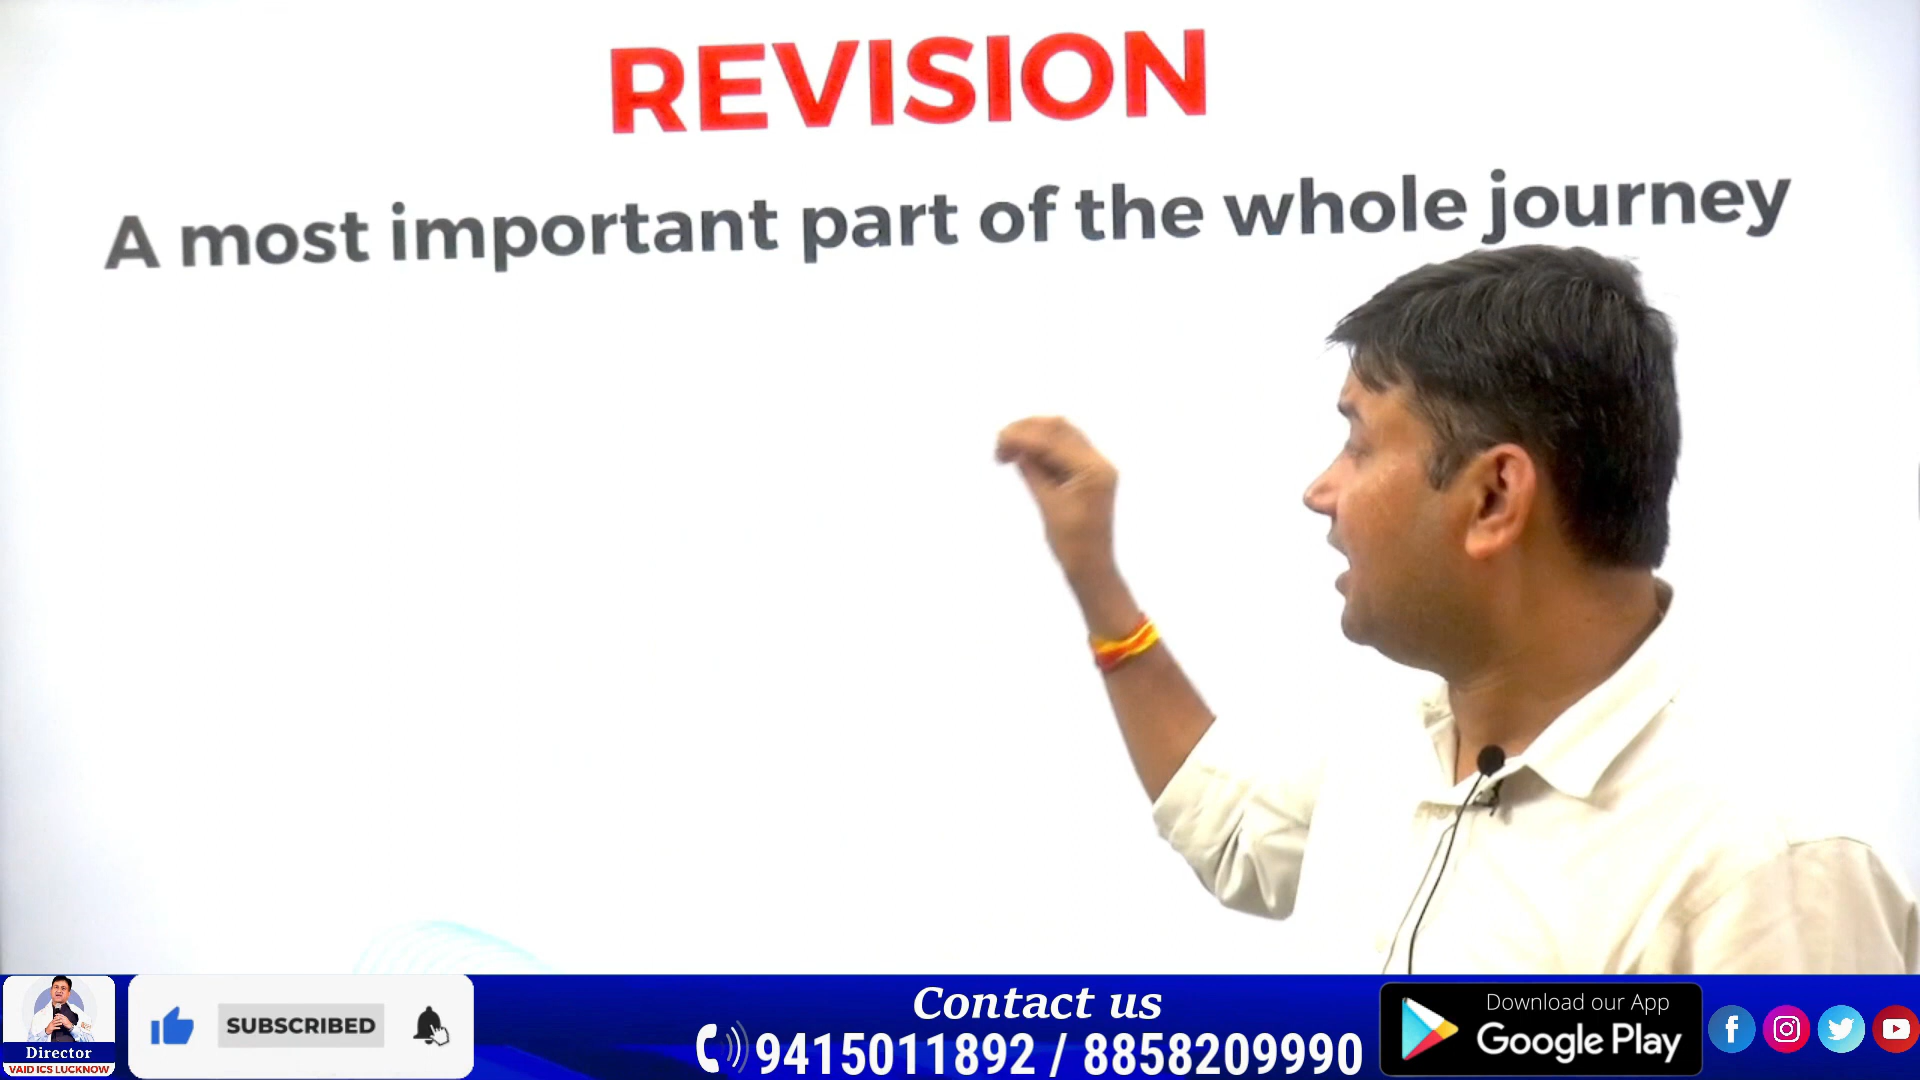 REVISION
A most important part of the whole journey
Director
VAID ICS LUCKNOW
SUBSCRIBED
Contact us
9415011892 / 8858209990
Download our App
Google Play